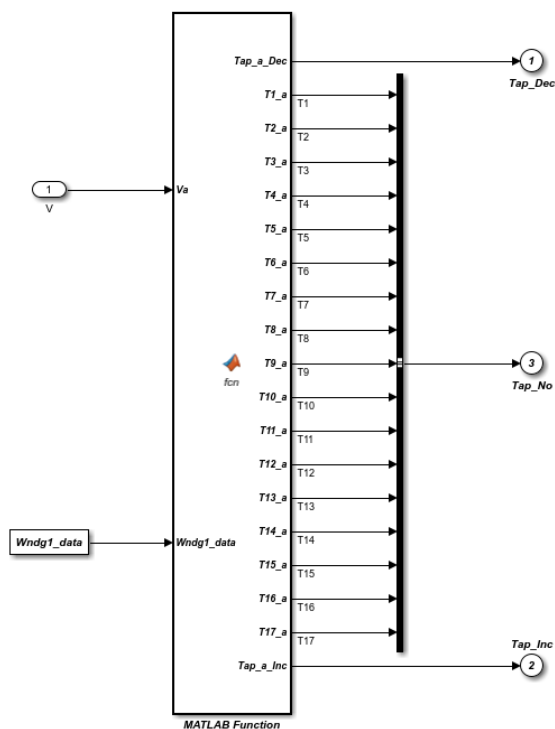 Tap_a_Dec
1
Tap_Dec
T1_a
T1
T2_a
T2
T3_a
T3
1
Va
V
T4_a
T4
T5_a
T5
T6_a
T6
T7_a
T7
T8_a
T8
fcn
T9_a
T9
3
Tap_No
T10_a
T10
T11_a
T11
T12_a
T12
T13_a
T13
Wndg1_data
Wndg1_data
T14_a
T14
T15_a
T15
T16_a
T16
T17_a
T17
Tap_Inc
Tap_a_Inc
2
MATLAB Function